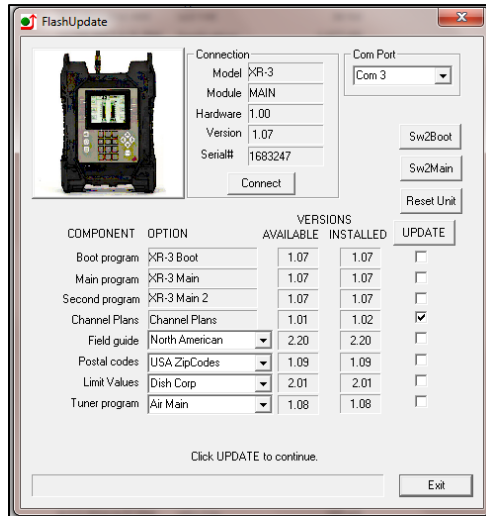 FlashUpdate
Connection
Model XR-3
Module MAIN
Hardware 1.00
Version 1.07
Serial# 1683247
Connect
Com Port
Com 3
Sw2Boot
Sw2Main
Reset Unit
VERSIONS
COMPONENT OPTION AVAILABLE INSTALLED UPDATE
Boot program XR-3 Boot 1.07 1.07
Main program XR-3 Main 1.07 1.07
Second program XR-3 Main 2 1.07 1.07
Channel Plans Channel Plans 1.01 1.02
Field guide North American 2.20 2.20
Postal codes USA ZipCodes 1.09 1.09
Limit Values Dish Corp 2.01 2.01
Tuner program Air Main 1.08 1.08
Click UPDATE to continue.
Exit